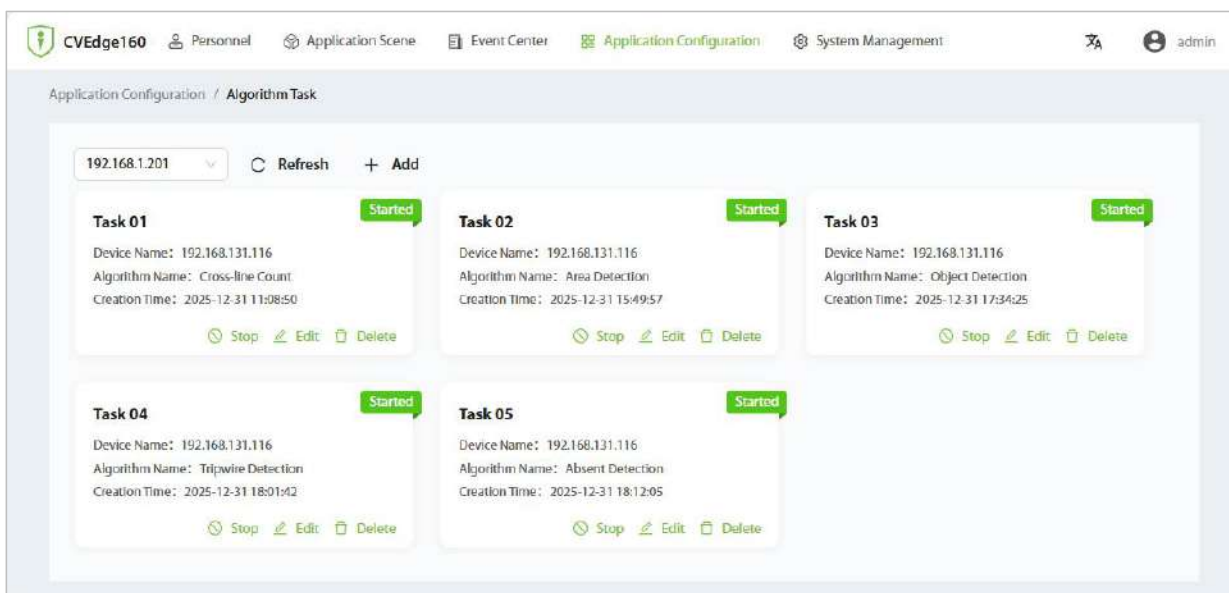 CVEdge160 Personnel Application Scene Event Center Application Configuration System Management admin
Application Configuration / Algorithm Task
192.168.1.201 Refresh + Add
Task 01 Started
Device Name: 192.168.131.116
Algorithm Name: Cross-line Count
Creation Time: 2025-12-31 11:08:50
Stop Edit Delete
Task 02 Started
Device Name: 192.168.131.116
Algorithm Name: Area Detection
Creation Time: 2025-12-31 15:49:57
Stop Edit Delete
Task 03 Started
Device Name: 192.168.131.116
Algorithm Name: Object Detection
Creation Time: 2025-12-31 17:34:25
Stop Edit Delete
Task 04 Started
Device Name: 192.168.131.116
Algorithm Name: Tripwire Detection
Creation Time: 2025-12-31 18:01:42
Stop Edit Delete
Task 05 Started
Device Name: 192.168.131.116
Algorithm Name: Absent Detection
Creation Time: 2025-12-31 18:12:05
Stop Edit Delete